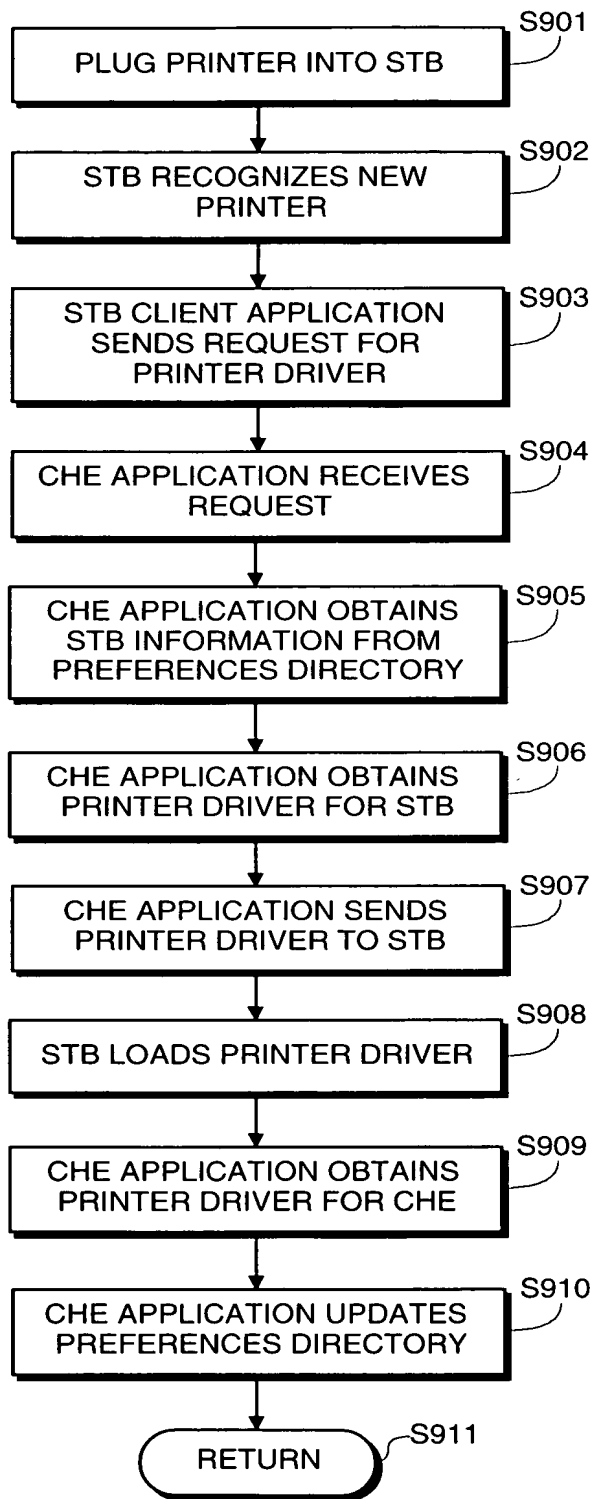 S901
PLUG PRINTER INTO STB
S902
STB RECOGNIZES NEW
PRINTER
S903
STB CLIENT APPLICATION
SENDS REQUEST FOR
PRINTER DRIVER
S904
CHE APPLICATION RECEIVES
REQUEST
S905
CHE APPLICATION OBTAINS
STB INFORMATION FROM
PREFERENCES DIRECTORY
S906
CHE APPLICATION OBTAINS
PRINTER DRIVER FOR STB
S907
CHE APPLICATION SENDS
PRINTER DRIVER TO STB
S908
STB LOADS PRINTER DRIVER
S909
CHE APPLICATION OBTAINS
PRINTER DRIVER FOR CHE
S910
CHE APPLICATION UPDATES
PREFERENCES DIRECTORY
S911
RETURN